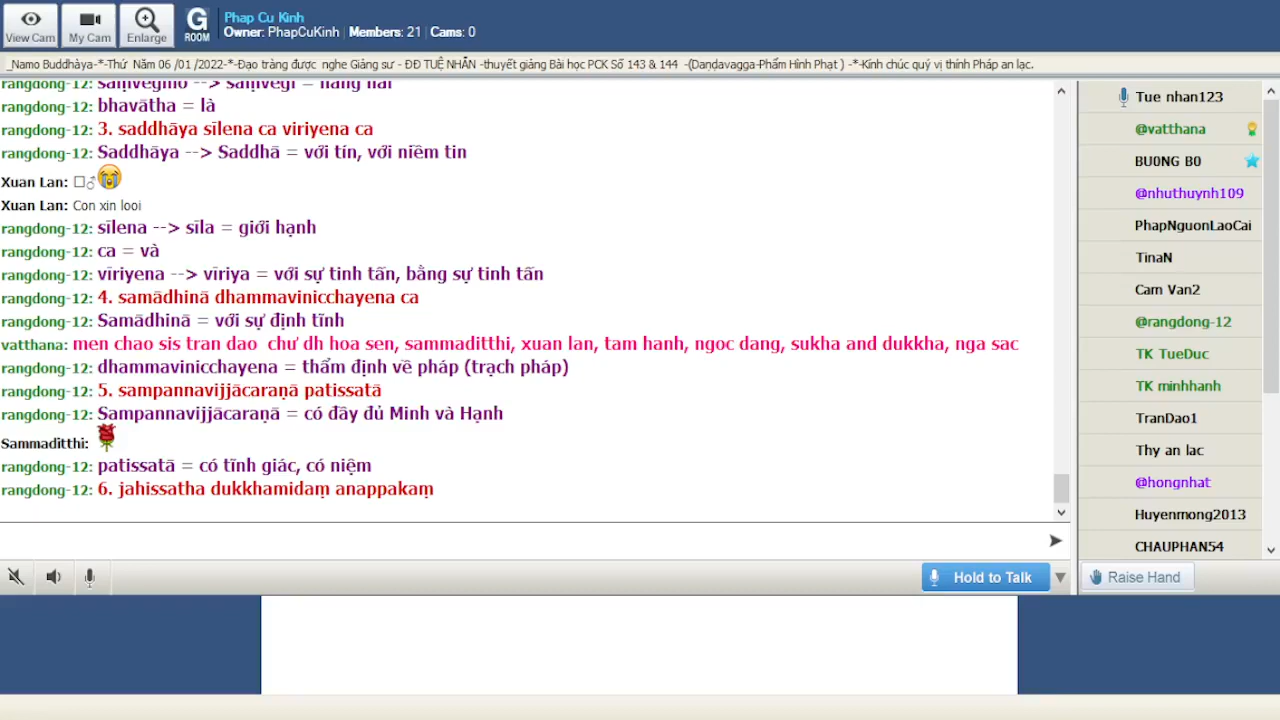 View Cam
My Cam
Enlarge
G
ROOM
Phap Cu Kinh
Owner: PhapCuKinh | Members: 21 | Cams: 0
_Namo Buddhàya-*-Thứ Năm 06 /01 /2022-*-Đạo tràng được nghe Giảng sư - ĐĐ TUỆ NHẪN -thuyết giảng Bài học PCK Số 143 & 144 -(Daṇḍavagga-Phẩm Hình Phạt ) -*-Kính chúc quý vị thính Pháp an lạc.
rangdong-12:
rangdong-12: bhavātha = là
rangdong-12: 3. saddhāya sīlena ca viriyena ca
rangdong-12: Saddhāya --> Saddhā = với tín, với niềm tin
Xuan Lan: 
Xuan Lan: Con xin looi
rangdong-12: sīlena --> sīla = giới hạnh
rangdong-12: ca = và
rangdong-12: vīriyena --> vīriya = với sự tinh tấn, bằng sự tinh tấn
rangdong-12: 4. samādhinā dhammavinicchayena ca
rangdong-12: Samādhinā = với sự định tĩnh
vatthana: men chao sis tran dao chư dh hoa sen, sammaditthi, xuan lan, tam hanh, ngoc dang, sukha and dukkha, nga sac
rangdong-12: dhammavinicchayena = thẩm định về pháp (trạch pháp)
rangdong-12: 5. sampannavijjācaraṇā patissatā
rangdong-12: Sampannavijjācaraṇā = có đầy đủ Minh và Hạnh
Sammaditthi:
rangdong-12: patissatā = có tĩnh giác, có niệm
rangdong-12: 6. jahissatha dukkhamidaṃ anappakaṃ
Tue nhan123
@vatthana
BU0NG B0
@nhuthuynh109
PhapNguonLaoCai
TinaN
Cam Van2
@rangdong-12
TK TueDuc
TK minhhanh
TranDao1
Thy an lac
@hongnhat
Huyenmong2013
CHAUPHAN54
Hold to Talk
Raise Hand